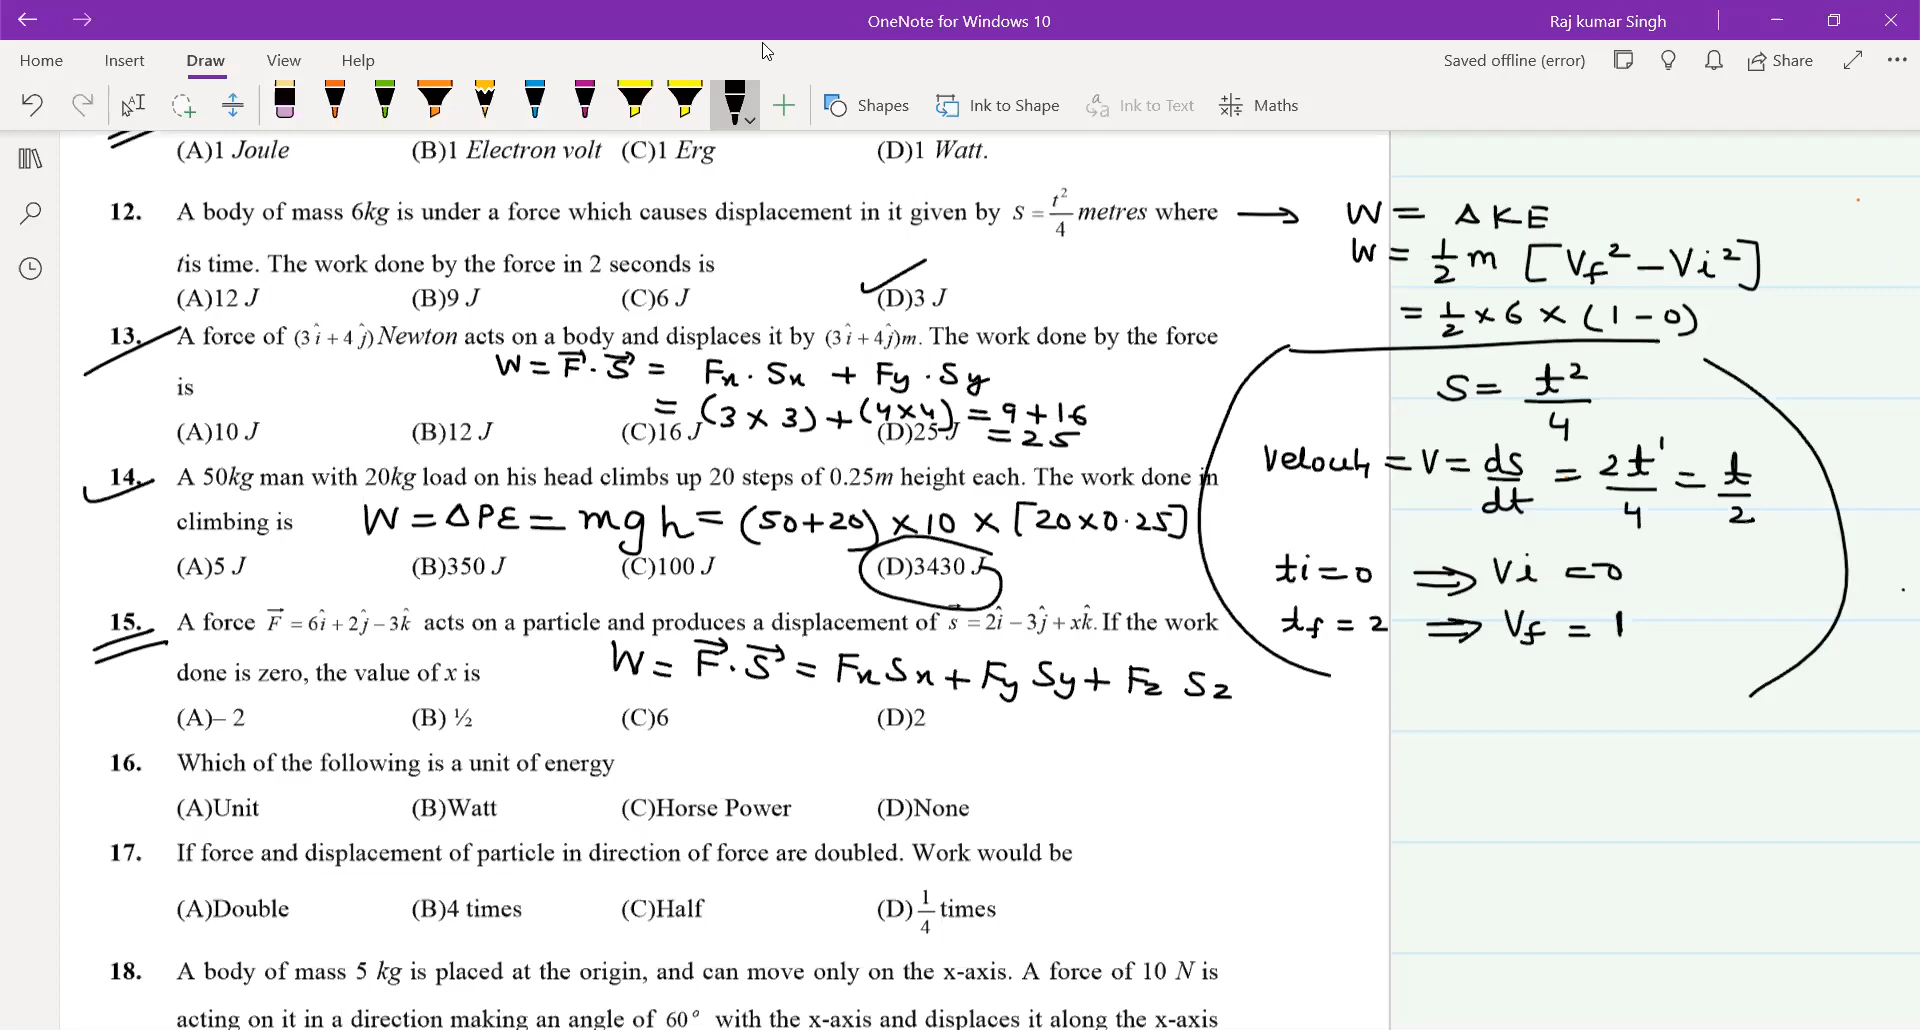 OneNote for Windows 10
Raj kumar Singh
Home Insert Draw View Help
Saved offline (error)
Share
Shapes Ink to Shape Ink to Text Maths
(A)1 Joule (B)1 Electron volt (C)1 Erg (D)1 Watt.
12. A body of mass 6kg is under a force which causes displacement in it given by S = t²/4 metres where
tis time. The work done by the force in 2 seconds is
(A)12 J (B)9 J (C)6 J (D)3 J
13. A force of (3î + 4ĵ) Newton acts on a body and displaces it by (3î + 4ĵ)m. The work done by the force
W = F⃗ . S⃗ = Fx . Sx + Fy . Sy
is
= (3 × 3) + (4×4) = 9 + 16
= 25
(A)10 J (B)12 J (C)16 J (D)25 J
14. A 50kg man with 20kg load on his head climbs up 20 steps of 0.25m height each. The work done in
climbing is
W = ΔPE = mgh = (50+20) × 10 × [20×0.25]
(A)5 J (B)350 J (C)100 J (D)3430 J
15. A force F⃗ = 6î + 2ĵ − 3k̂ acts on a particle and produces a displacement of s⃗ = 2î − 3ĵ + xk̂. If the work
done is zero, the value of x is
W = F⃗ . S⃗ = Fx Sx + Fy Sy + Fz Sz
(A)– 2 (B) ½ (C)6 (D)2
16. Which of the following is a unit of energy
(A)Unit (B)Watt (C)Horse Power (D)None
17. If force and displacement of particle in direction of force are doubled. Work would be
(A)Double (B)4 times (C)Half (D) 1/4 times
18. A body of mass 5 kg is placed at the origin, and can move only on the x-axis. A force of 10 N is
acting on it in a direction making an angle of 60° with the x-axis and displaces it along the x-axis
→ W = Δ KE
W = 1/2 m [Vf² − Vi²]
= 1/2 × 6 × (1 − 0)
S = t²/4
Velocity = V = ds/dt = 2t¹/4 = t/2
ti = 0 ⇒ Vi = 0
tf = 2 ⇒ Vf = 1